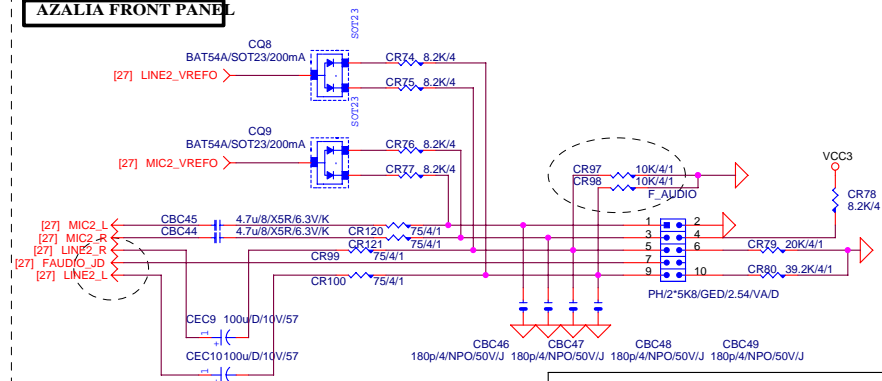 AZALIA FRONT PANEL
SOT23
CQ8
BAT54A/SOT23/200mA
CR74 8.2K/4
[27] LINE2_VREFO
CR75 8.2K/4
SOT23
CQ9
BAT54A/SOT23/200mA
CR76 8.2K/4
[27] MIC2_VREFO
CR77 8.2K/4
VCC3
CR97 10K/4/1
CR98 10K/4/1
F_AUDIO
CR78
8.2K/4
[27] MIC2_L
CBC45 4.7u/8/X5R/6.3V/K
1 2
[27] MIC2_R
CBC44 4.7u/8/X5R/6.3V/K
CR120 75/4/1
3 4
[27] LINE2_R
CR121 75/4/1
5 6
CR79 20K/4/1
[27] FAUDIO_JD
CR99 75/4/1
7
[27] LINE2_L
CR100 75/4/1
9 10
CR80 39.2K/4/1
PH/2*5K8/GED/2.54/VA/D
CEC9 100u/D/10V/57
1
+
CBC46 CBC47 CBC48 CBC49
180p/4/NPO/50V/J 180p/4/NPO/50V/J 180p/4/NPO/50V/J 180p/4/NPO/50V/J
CEC10 100u/D/10V/57
1
+